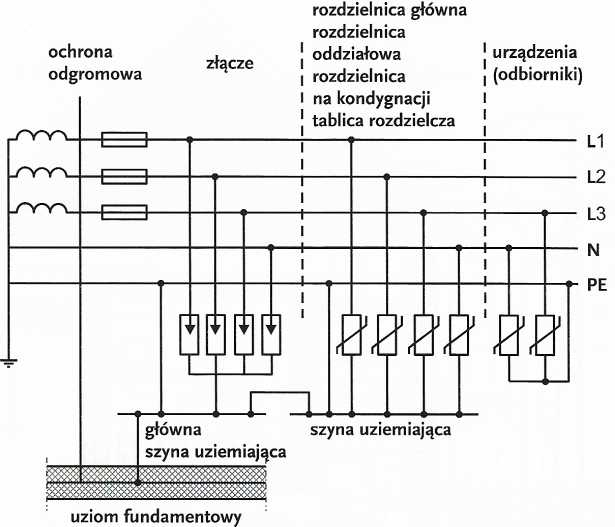 ochrona
odgromowa
złącze
rozdzielnica główna
rozdzielnica
oddziałowa
rozdzielnica
na kondygnacji
tablica rozdzielcza
urządzenia
(odbiorniki)
L1
L2
L3
N
PE
główna
szyna uziemiająca
szyna uziemiająca
uziom fundamentowy